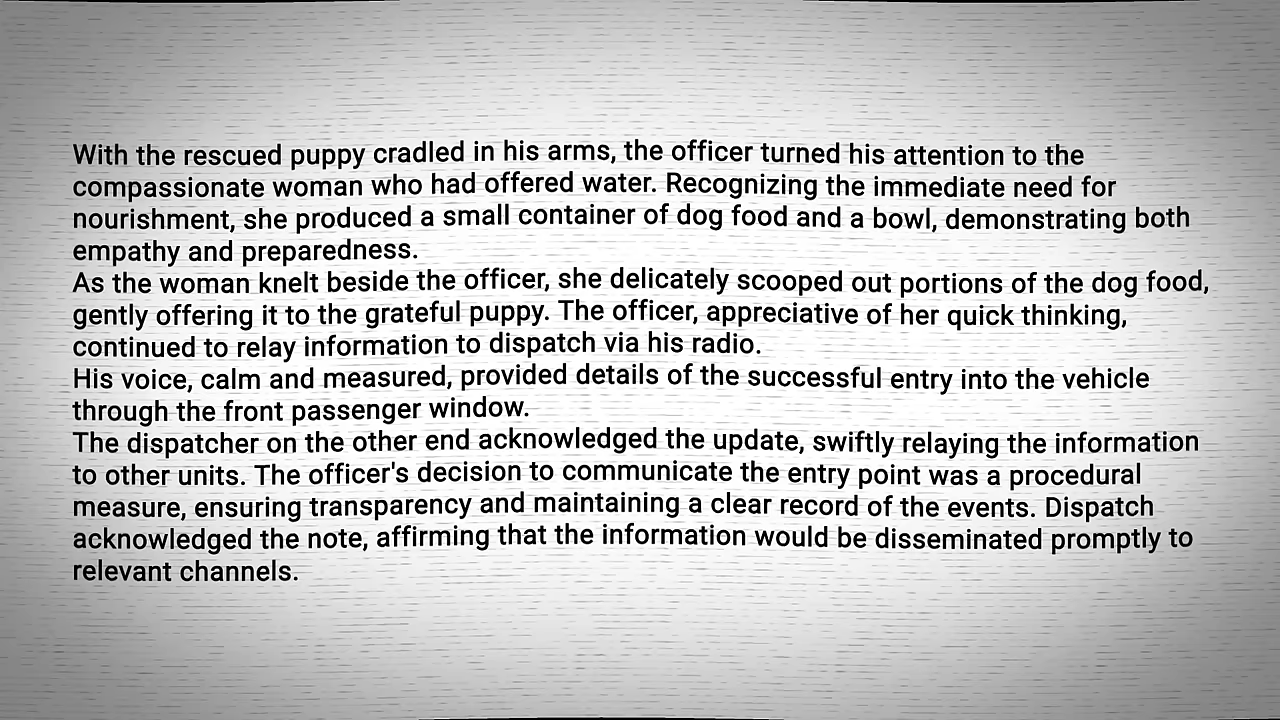 With the rescued puppy cradled in his arms, the officer turned his attention to the
compassionate woman who had offered water. Recognizing the immediate need for
nourishment, she produced a small container of dog food and a bowl, demonstrating both
empathy and preparedness.
As the woman knelt beside the officer, she delicately scooped out portions of the dog food,
gently offering it to the grateful puppy. The officer, appreciative of her quick thinking,
continued to relay information to dispatch via his radio.
His voice, calm and measured, provided details of the successful entry into the vehicle
through the front passenger window.
The dispatcher on the other end acknowledged the update, swiftly relaying the information
to other units. The officer's decision to communicate the entry point was a procedural
measure, ensuring transparency and maintaining a clear record of the events. Dispatch
acknowledged the note, affirming that the information would be disseminated promptly to
relevant channels.